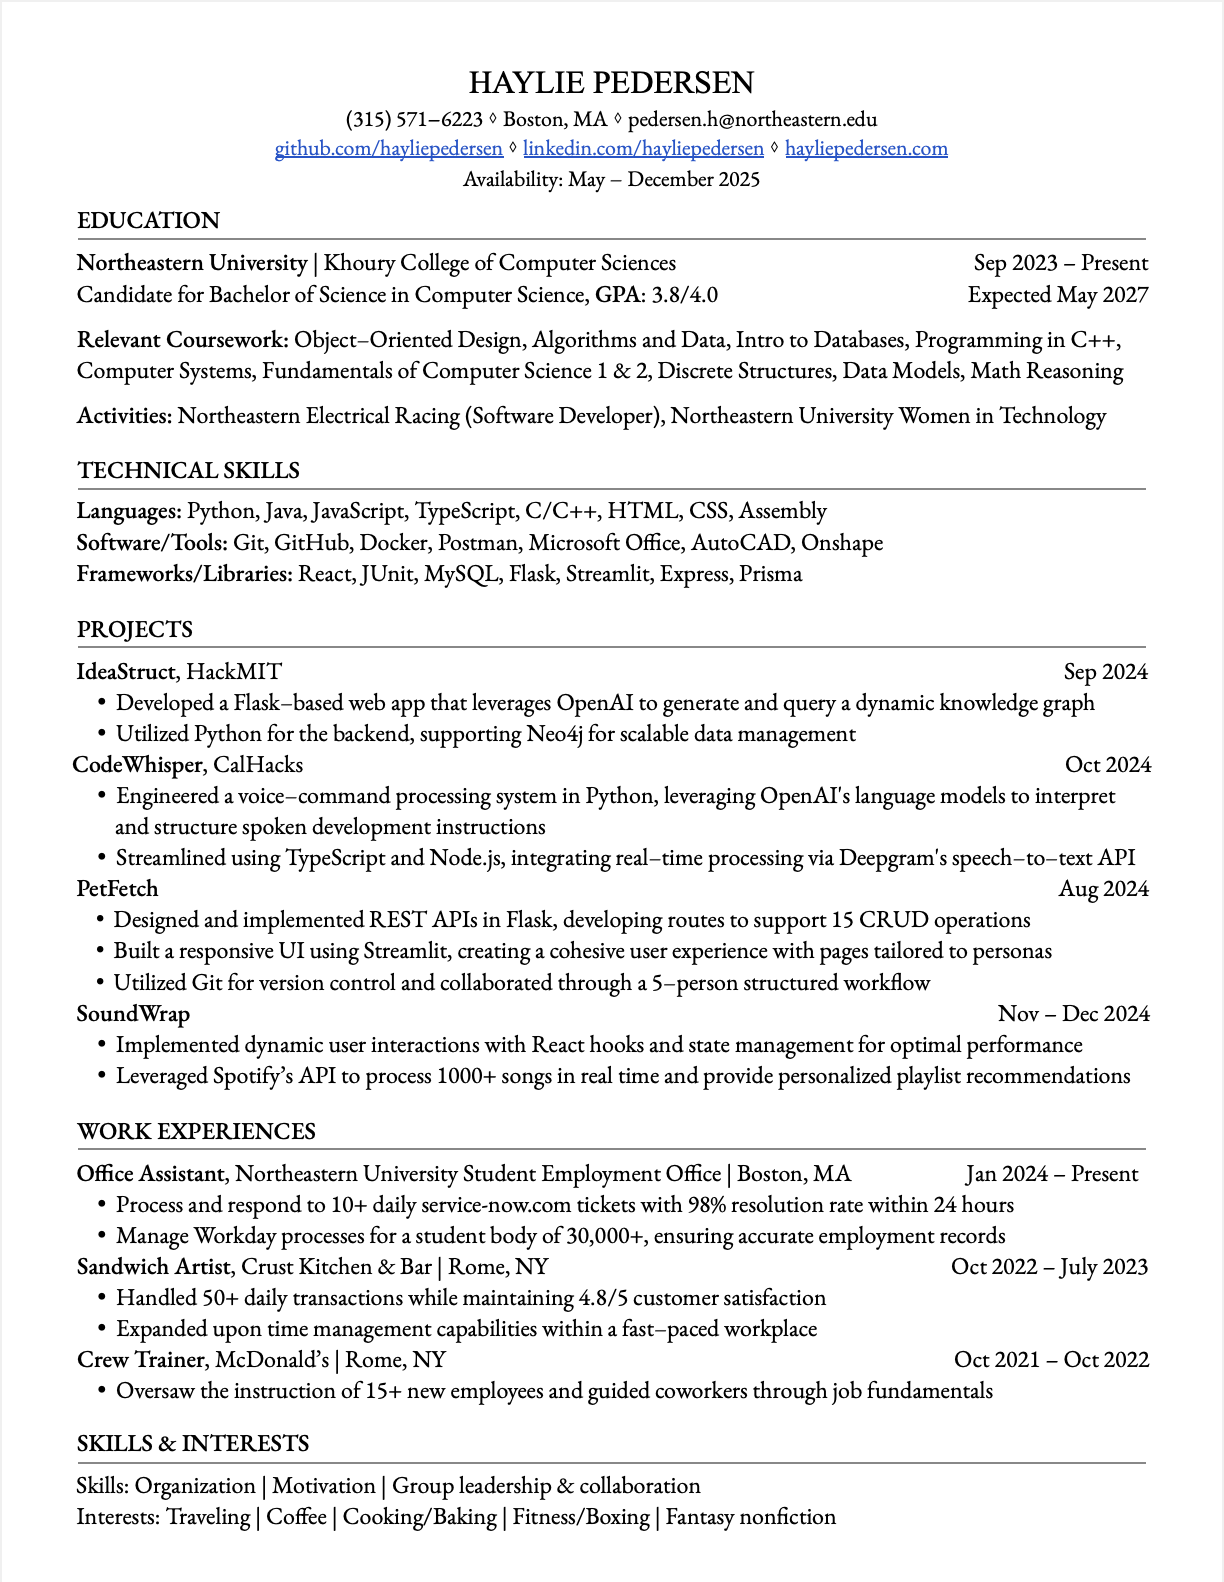 HAYLIE PEDERSEN
(315) 571–6223 ◊ Boston, MA ◊ pedersen.h@northeastern.edu
github.com/hayliepedersen ◊ linkedin.com/hayliepedersen ◊ hayliepedersen.com
Availability: May – December 2025
EDUCATION
Northeastern University | Khoury College of Computer Sciences Sep 2023 – Present
Candidate for Bachelor of Science in Computer Science, GPA: 3.8/4.0 Expected May 2027
Relevant Coursework: Object–Oriented Design, Algorithms and Data, Intro to Databases, Programming in C++,
Computer Systems, Fundamentals of Computer Science 1 & 2, Discrete Structures, Data Models, Math Reasoning
Activities: Northeastern Electrical Racing (Software Developer), Northeastern University Women in Technology
TECHNICAL SKILLS
Languages: Python, Java, JavaScript, TypeScript, C/C++, HTML, CSS, Assembly
Software/Tools: Git, GitHub, Docker, Postman, Microsoft Office, AutoCAD, Onshape
Frameworks/Libraries: React, JUnit, MySQL, Flask, Streamlit, Express, Prisma
PROJECTS
IdeaStruct, HackMIT Sep 2024
• Developed a Flask–based web app that leverages OpenAI to generate and query a dynamic knowledge graph
• Utilized Python for the backend, supporting Neo4j for scalable data management
CodeWhisper, CalHacks Oct 2024
• Engineered a voice–command processing system in Python, leveraging OpenAI's language models to interpret
and structure spoken development instructions
• Streamlined using TypeScript and Node.js, integrating real–time processing via Deepgram's speech–to–text API
PetFetch Aug 2024
• Designed and implemented REST APIs in Flask, developing routes to support 15 CRUD operations
• Built a responsive UI using Streamlit, creating a cohesive user experience with pages tailored to personas
• Utilized Git for version control and collaborated through a 5–person structured workflow
SoundWrap Nov – Dec 2024
• Implemented dynamic user interactions with React hooks and state management for optimal performance
• Leveraged Spotify’s API to process 1000+ songs in real time and provide personalized playlist recommendations
WORK EXPERIENCES
Office Assistant, Northeastern University Student Employment Office | Boston, MA Jan 2024 – Present
• Process and respond to 10+ daily service-now.com tickets with 98% resolution rate within 24 hours
• Manage Workday processes for a student body of 30,000+, ensuring accurate employment records
Sandwich Artist, Crust Kitchen & Bar | Rome, NY Oct 2022 – July 2023
• Handled 50+ daily transactions while maintaining 4.8/5 customer satisfaction
• Expanded upon time management capabilities within a fast–paced workplace
Crew Trainer, McDonald’s | Rome, NY Oct 2021 – Oct 2022
• Oversaw the instruction of 15+ new employees and guided coworkers through job fundamentals
SKILLS & INTERESTS
Skills: Organization | Motivation | Group leadership & collaboration
Interests: Traveling | Coffee | Cooking/Baking | Fitness/Boxing | Fantasy nonfiction